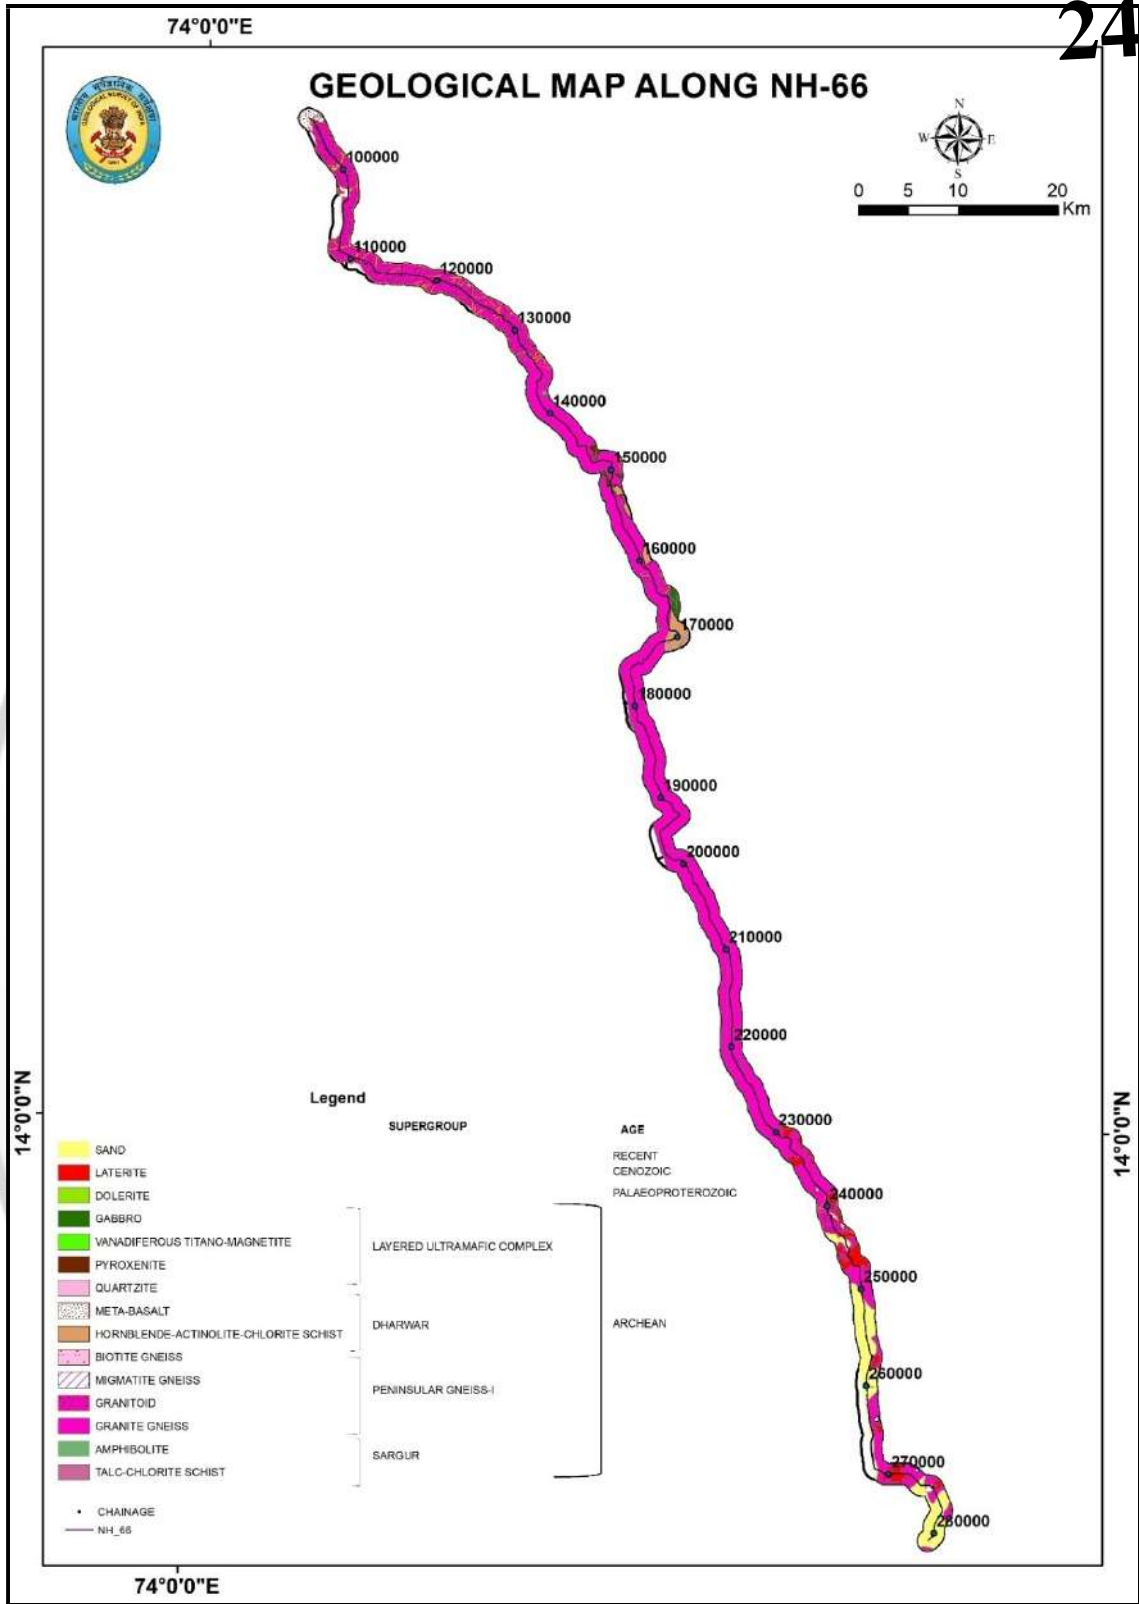 24
74°0'0"E
GEOLOGICAL MAP ALONG NH-66
N
W E
S
0 5 10 20
Km
100000
110000
120000
130000
140000
150000
160000
170000
180000
190000
200000
210000
220000
230000
240000
250000
260000
270000
280000
14°0'0"N
14°0'0"N
Legend
SUPERGROUP
AGE
SAND
RECENT
LATERITE
CENOZOIC
DOLERITE
PALAEOPROTEROZOIC
GABBRO
VANADIFEROUS TITANO-MAGNETITE
LAYERED ULTRAMAFIC COMPLEX
PYROXENITE
QUARTZITE
META-BASALT
DHARWAR
ARCHEAN
HORNBLENDE-ACTINOLITE-CHLORITE SCHIST
BIOTITE GNEISS
MIGMATITE GNEISS
PENINSULAR GNEISS-I
GRANITOID
GRANITE GNEISS
AMPHIBOLITE
SARGUR
TALC-CHLORITE SCHIST
CHAINAGE
NH_66
74°0'0"E